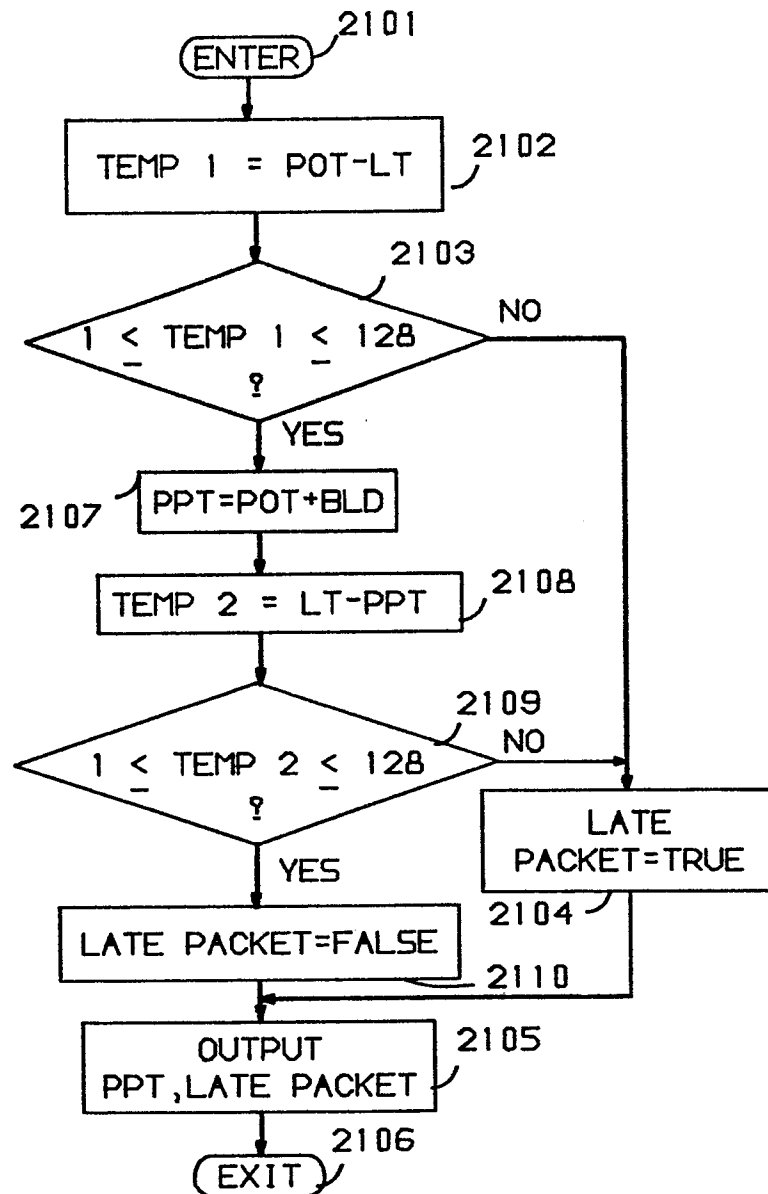 2101
ENTER
TEMP 1 = POT-LT
2102
2103
1 ≤ TEMP 1 ≤ 128
?
NO
YES
PPT=POT+BLD
2107
TEMP 2 = LT-PPT
2108
2109
1 ≤ TEMP 2 ≤ 128
?
NO
YES
LATE
PACKET=TRUE
2104
LATE PACKET=FALSE
2110
OUTPUT
PPT,LATE PACKET
2105
2106
EXIT